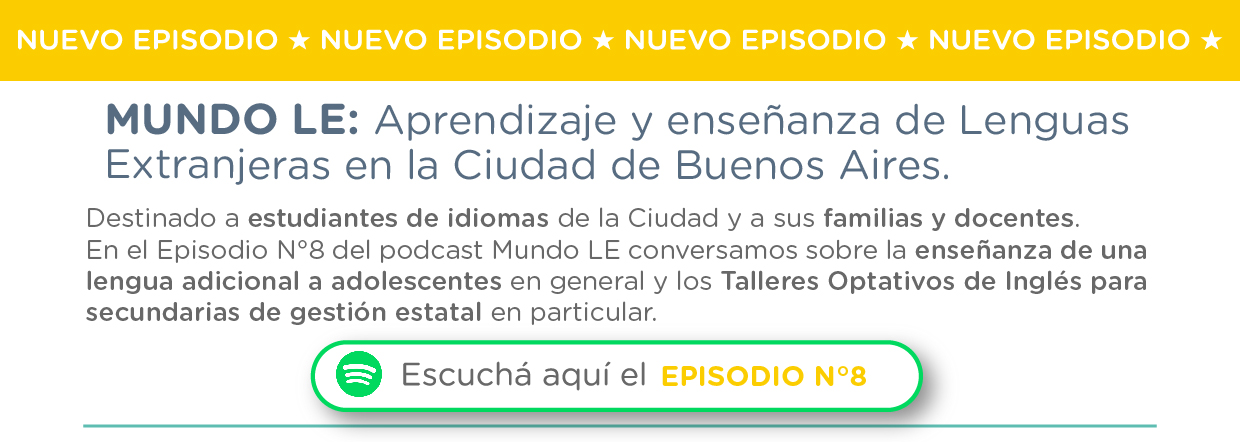 NUEVO EPISODIO ★ NUEVO EPISODIO ★ NUEVO EPISODIO ★ NUEVO EPISODIO ★
MUNDO LE: Aprendizaje y enseñanza de Lenguas
Extranjeras en la Ciudad de Buenos Aires.
Destinado a estudiantes de idiomas de la Ciudad y a sus familias y docentes.
En el Episodio N°8 del podcast Mundo LE conversamos sobre la enseñanza de una
lengua adicional a adolescentes en general y los Talleres Optativos de Inglés para
secundarias de gestión estatal en particular.
Escuchá aquí el EPISODIO N°8